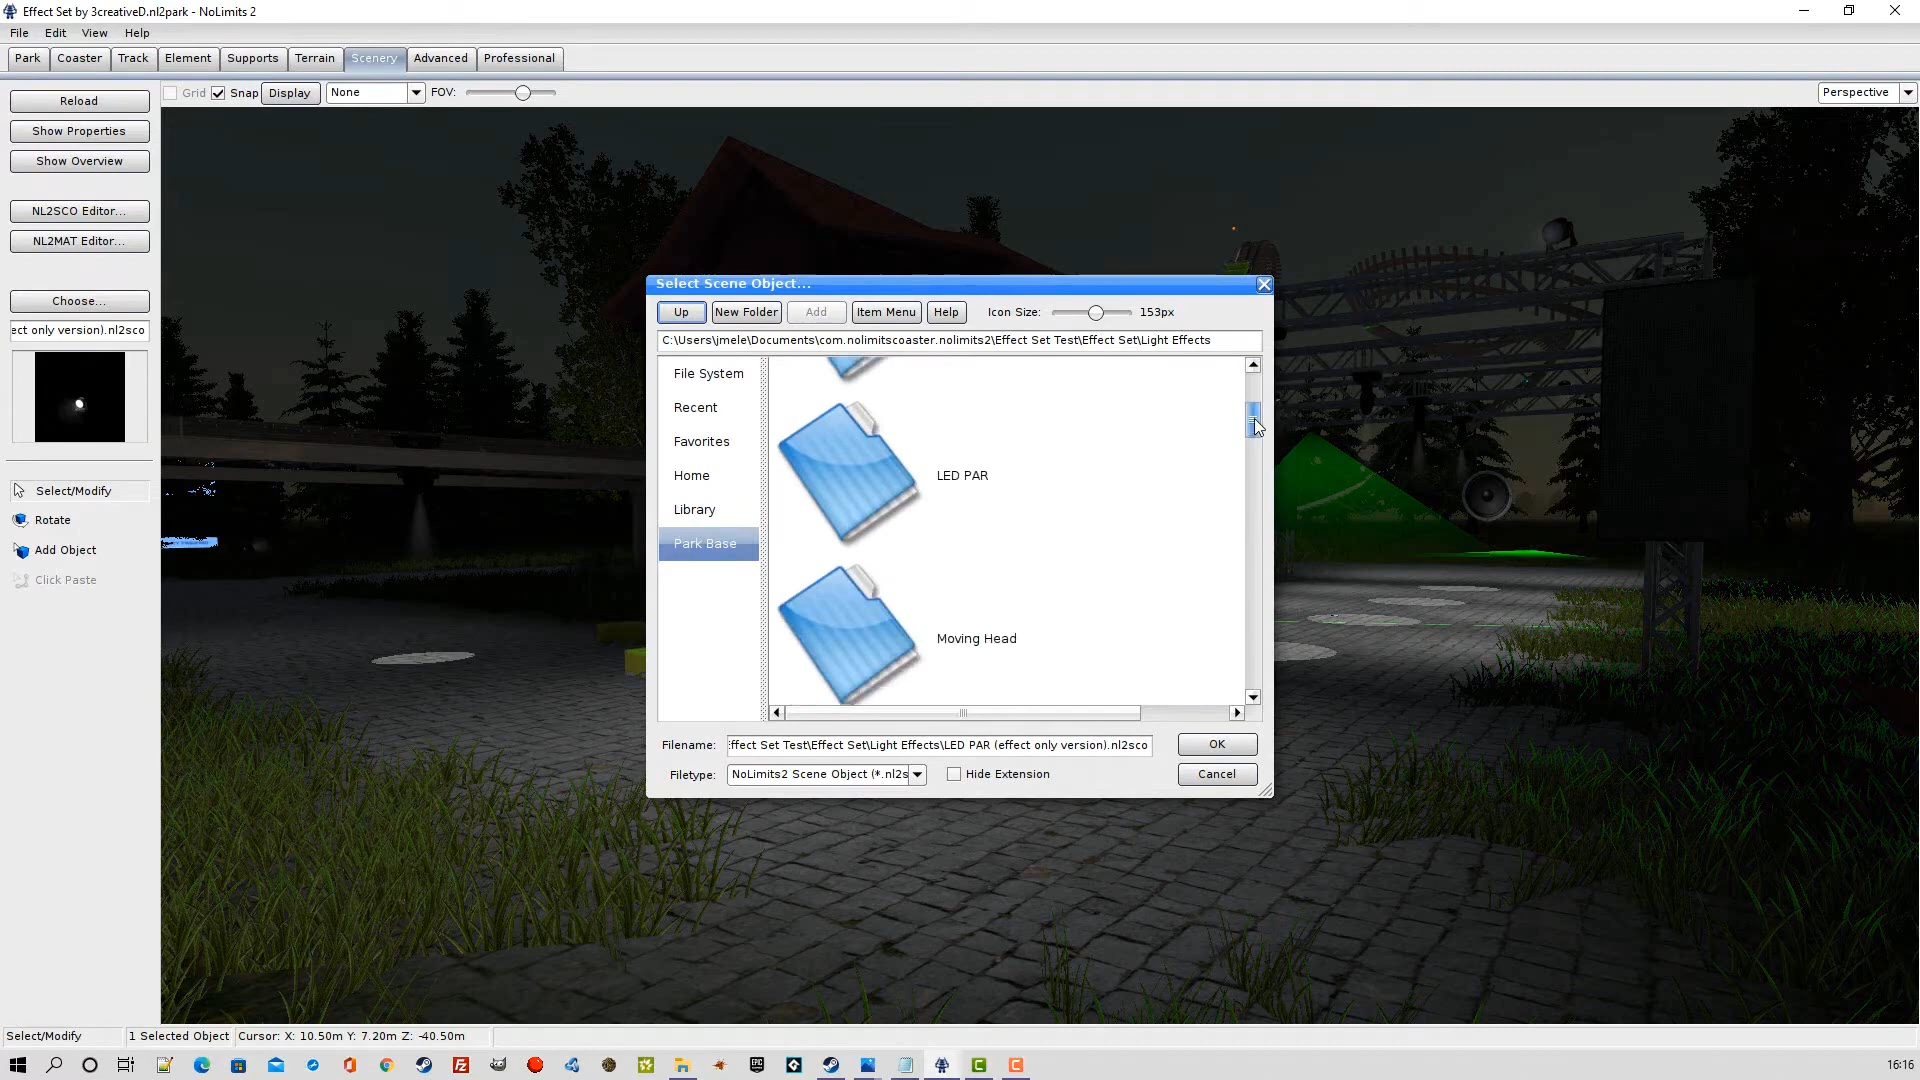 Effect Set by 3creativeD.nl2park - NoLimits 2
File Edit View Help
Park Coaster Track Element Supports Terrain Scenery Advanced Professional
Reload
Grid Snap Display None FOV: Perspective
Show Properties
Show Overview
NL2SCO Editor...
NL2MAT Editor...
Choose...
ect only version).nl2sco
Select/Modify
Rotate
Add Object
Click Paste
Select Scene Object...
Up New Folder Add Item Menu Help Icon Size: 153px
C:\Users\jmele\Documents\com.nolimitscoaster.nolimits2\Effect Set Test\Effect Set\Light Effects
File System
Recent
Favorites
Home
Library
Park Base
LED PAR
Moving Head
Filename: ffect Set Test\Effect Set\Light Effects\LED PAR (effect only version).nl2sco OK
Filetype: NoLimits2 Scene Object (*.nl2s Hide Extension Cancel
Select/Modify 1 Selected Object Cursor: X: 10.50m Y: 7.20m Z: -40.50m
16:16